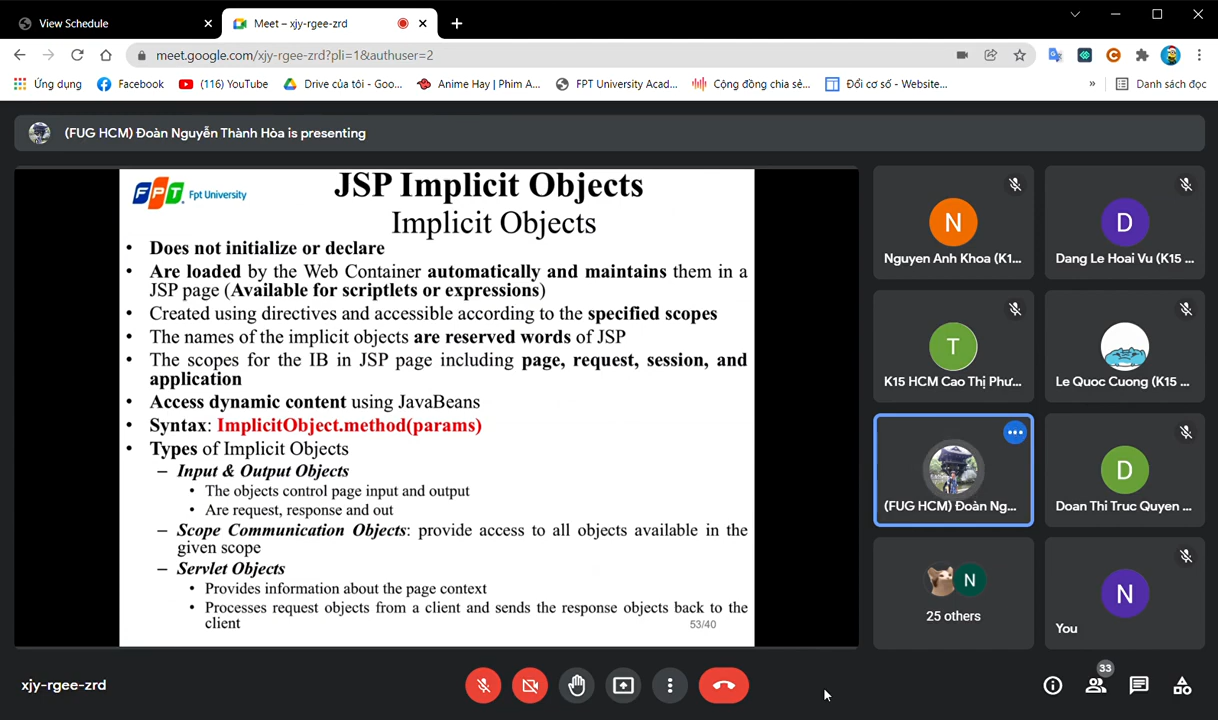 View Schedule
Meet – xjy-rgee-zrd
meet.google.com/xjy-rgee-zrd?pli=1&authuser=2
Ứng dụng
Facebook
(116) YouTube
Drive của tôi - Goo...
Anime Hay | Phim A...
FPT University Acad...
Cộng đồng chia sẻ...
Đổi cơ số - Website...
»
Danh sách đọc
(FUG HCM) Đoàn Nguyễn Thành Hòa is presenting
FPT Fpt University
JSP Implicit Objects
Implicit Objects
• Does not initialize or declare
• Are loaded by the Web Container automatically and maintains them in a
JSP page (Available for scriptlets or expressions)
• Created using directives and accessible according to the specified scopes
• The names of the implicit objects are reserved words of JSP
• The scopes for the IB in JSP page including page, request, session, and
application
• Access dynamic content using JavaBeans
• Syntax: ImplicitObject.method(params)
• Types of Implicit Objects
– Input & Output Objects
• The objects control page input and output
• Are request, response and out
– Scope Communication Objects: provide access to all objects available in the
given scope
– Servlet Objects
• Provides information about the page context
• Processes request objects from a client and sends the response objects back to the
client
53/40
N
Nguyen Anh Khoa (K1...
D
Dang Le Hoai Vu (K15 ...
T
K15 HCM Cao Thị Phư...
Le Quoc Cuong (K15 ...
(FUG HCM) Đoàn Ng...
D
Doan Thi Truc Quyen ...
N
25 others
N
You
xjy-rgee-zrd
33